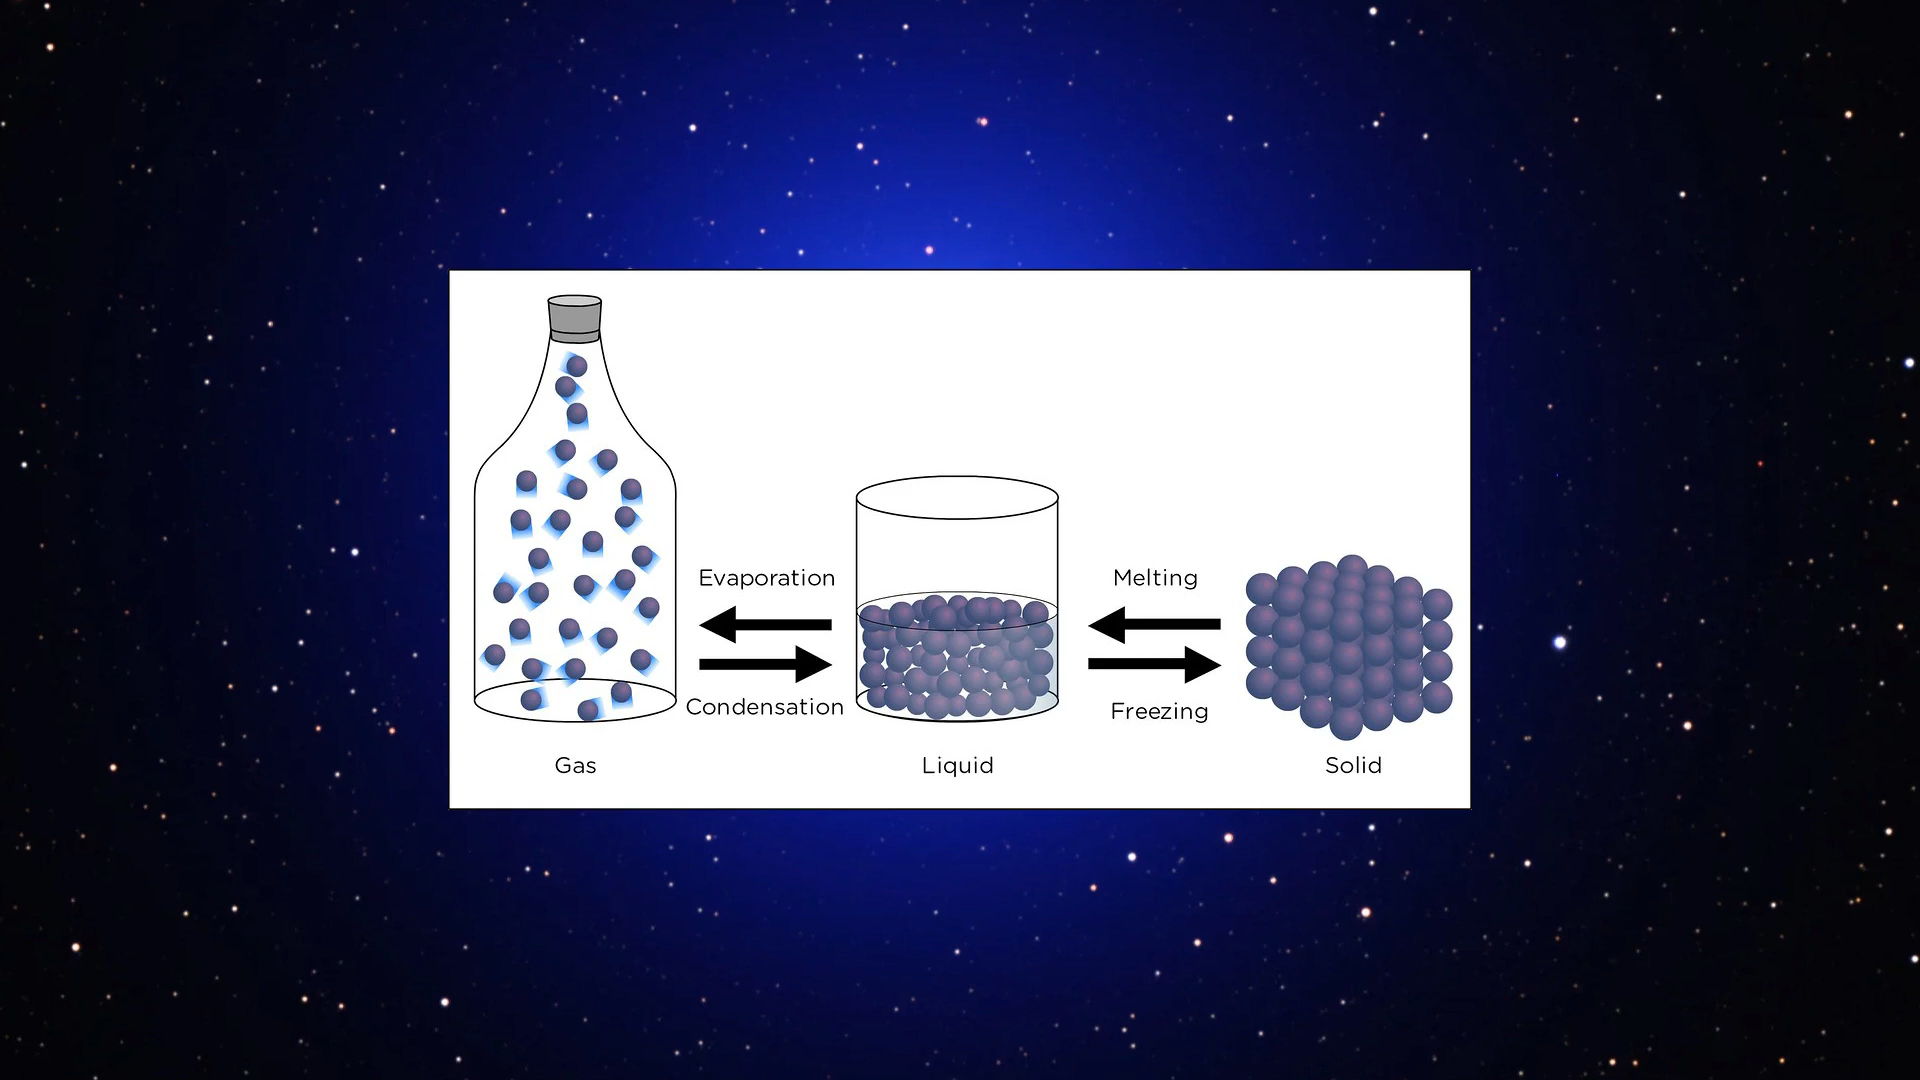 Evaporation
Condensation
Melting
Freezing
Gas
Liquid
Solid